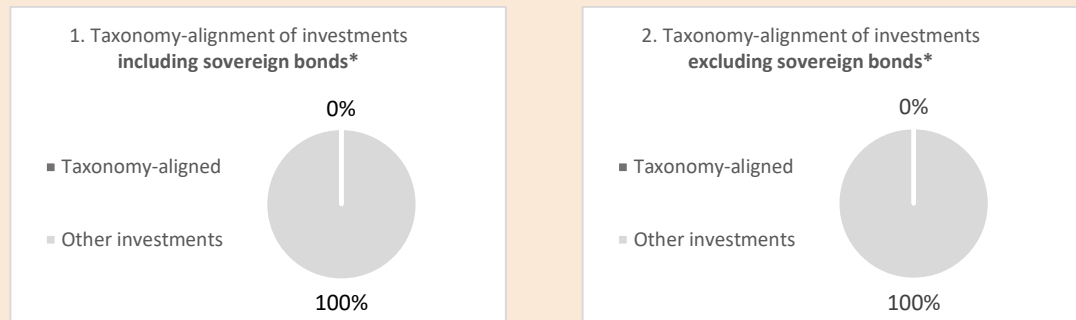 1. Taxonomy-alignment of investments
including sovereign bonds*
0%
Taxonomy-aligned
Other investments
100%
2. Taxonomy-alignment of investments
excluding sovereign bonds*
0%
Taxonomy-aligned
Other investments
100%